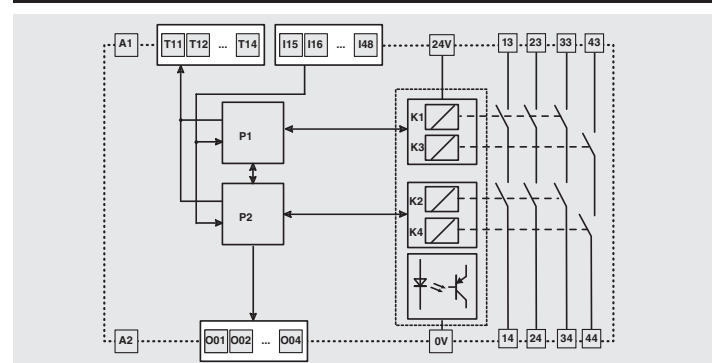 A1 T11 T12 ... T14 I15 I16 ... I48 24V 13 23 33 43
K1
P1
K3
K2
P2
K4
A2 O01 O02 ... O04 0V 14 24 34 44